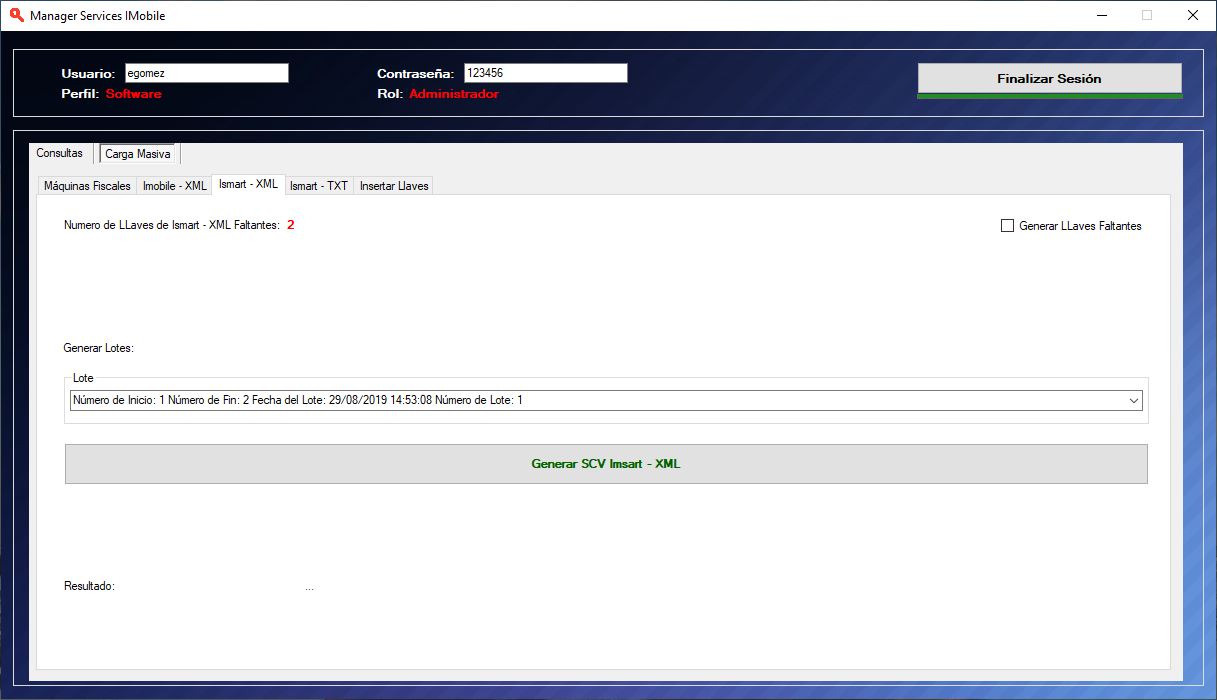 Manager Services IMobile
Usuario: egomez Contraseña: 123456 Finalizar Sesión
Perfil: Software Rol: Administrador
Consultas Carga Masiva
Máquinas Fiscales Imobile - XML Ismart - XML Ismart - TXT Insertar Llaves
Numero de LLaves de Ismart - XML Faltantes: 2 Generar LLaves Faltantes
Generar Lotes:
Lote
Número de Inicio: 1 Número de Fin: 2 Fecha del Lote: 29/08/2019 14:53:08 Número de Lote: 1
Generar SCV Imsart - XML
Resultado: ...